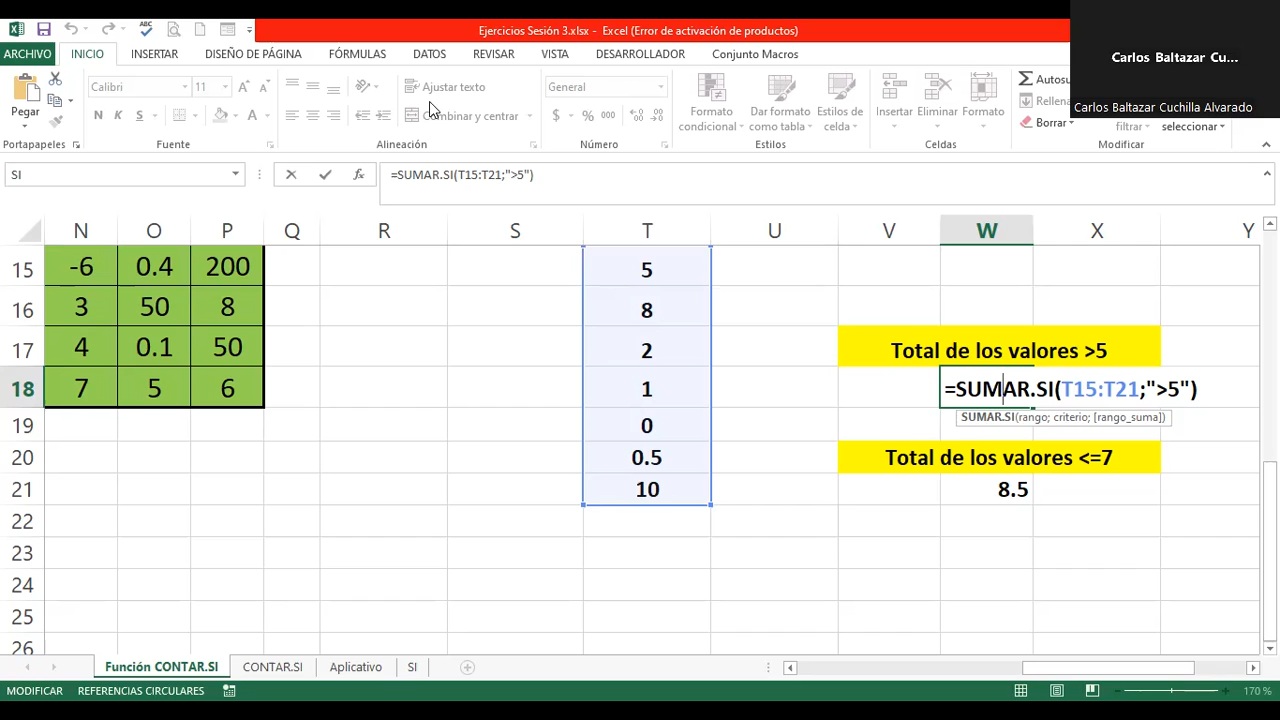 Ejercicios Sesión 3.xlsx - Excel (Error de activación de productos)
Carlos Baltazar Cu...
Carlos Baltazar Cuchilla Alvarado
ARCHIVO INICIO INSERTAR DISEÑO DE PÁGINA FÓRMULAS DATOS REVISAR VISTA DESARROLLADOR Conjunto Macros
Pegar
Calibri 11
Ajustar texto
General
Formato condicional
Dar formato como tabla
Estilos de celda
Insertar Eliminar Formato
Autosu
Rellena
Borrar
N K S
Combinar y centrar
$ % 000
filtrar seleccionar
Portapapeles Fuente Alineación Número Estilos Celdas Modificar
SI
fx
=SUMAR.SI(T15:T21;">5")
N O P Q R S T U V W X Y
15 -6 0.4 200 5
16 3 50 8 8
17 4 0.1 50 2 Total de los valores >5
18 7 5 6 1 =SUMAR.SI(T15:T21;">5")
19 0 SUMAR.SI(rango; criterio; [rango_suma])
20 0.5 Total de los valores <=7
21 10 8.5
22
23
24
25
26
Función CONTAR.SI CONTAR.SI Aplicativo SI
MODIFICAR REFERENCIAS CIRCULARES 170 %